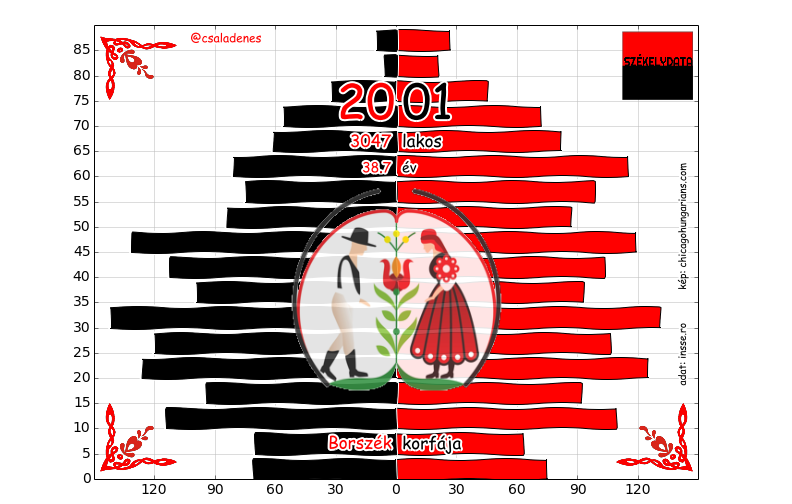 @csaladenes
SZÉKELYDATA
2001
3047 lakos
38.7 év
Borszék korfája
kép: chicagohungarians.com
adat: insse.ro
85
80
75
70
65
60
55
50
45
40
35
30
25
20
15
10
5
0
120 90 60 30 0 30 60 90 120